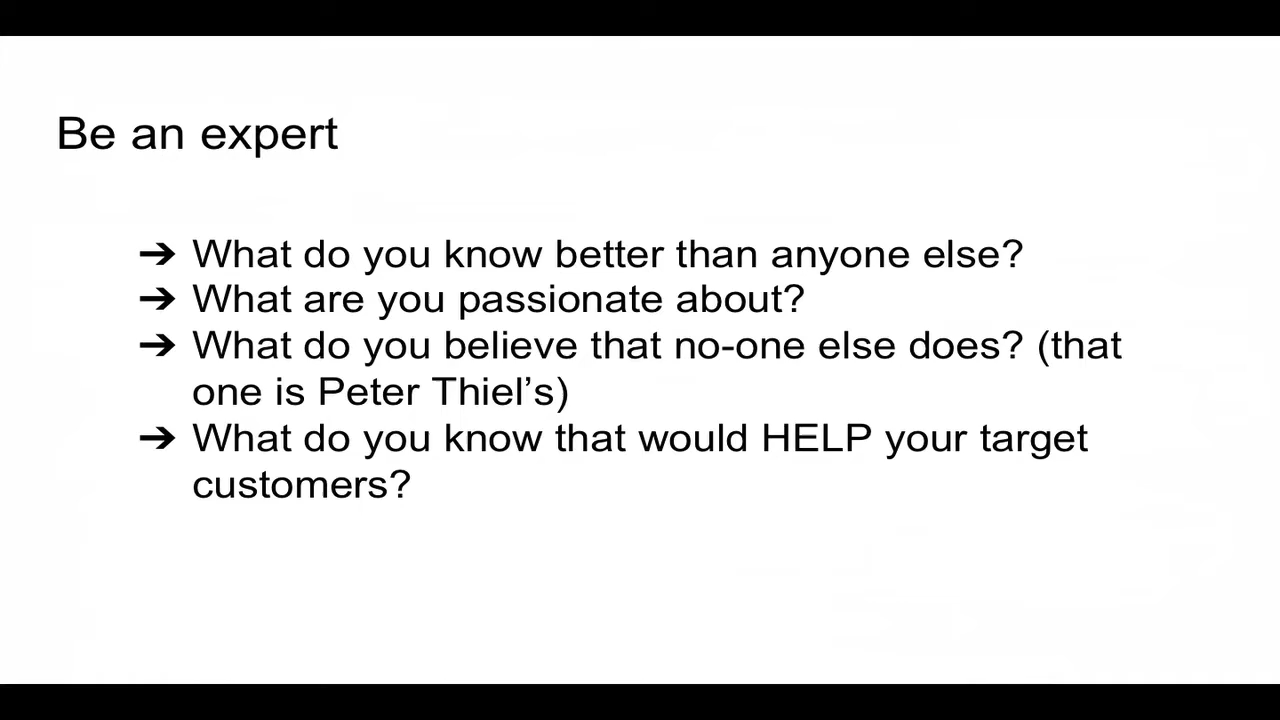 Be an expert
➔ What do you know better than anyone else?
➔ What are you passionate about?
➔ What do you believe that no-one else does? (that
one is Peter Thiel’s)
➔ What do you know that would HELP your target
customers?